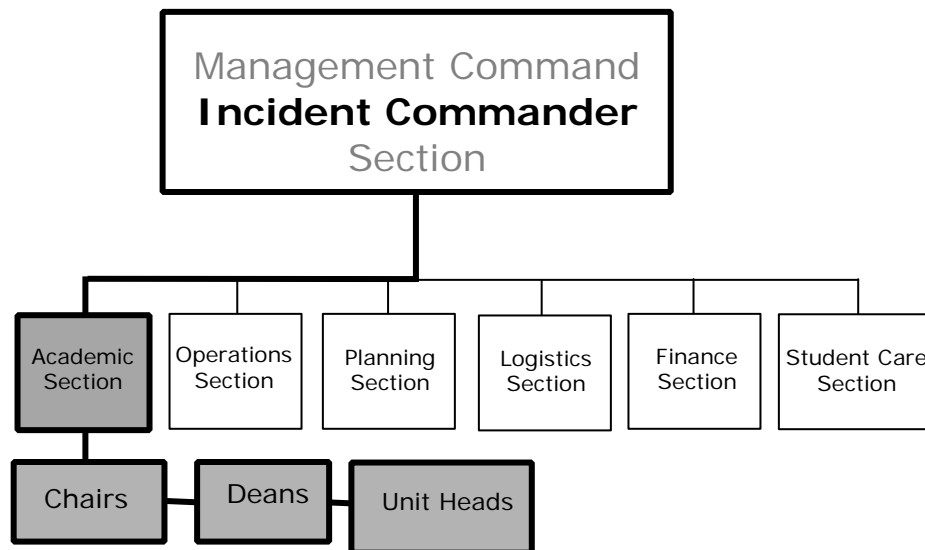 Management Command
Incident Commander
Section
Academic
Section
Operations
Section
Planning
Section
Logistics
Section
Finance
Section
Student Care
Section
Chairs
Deans
Unit Heads